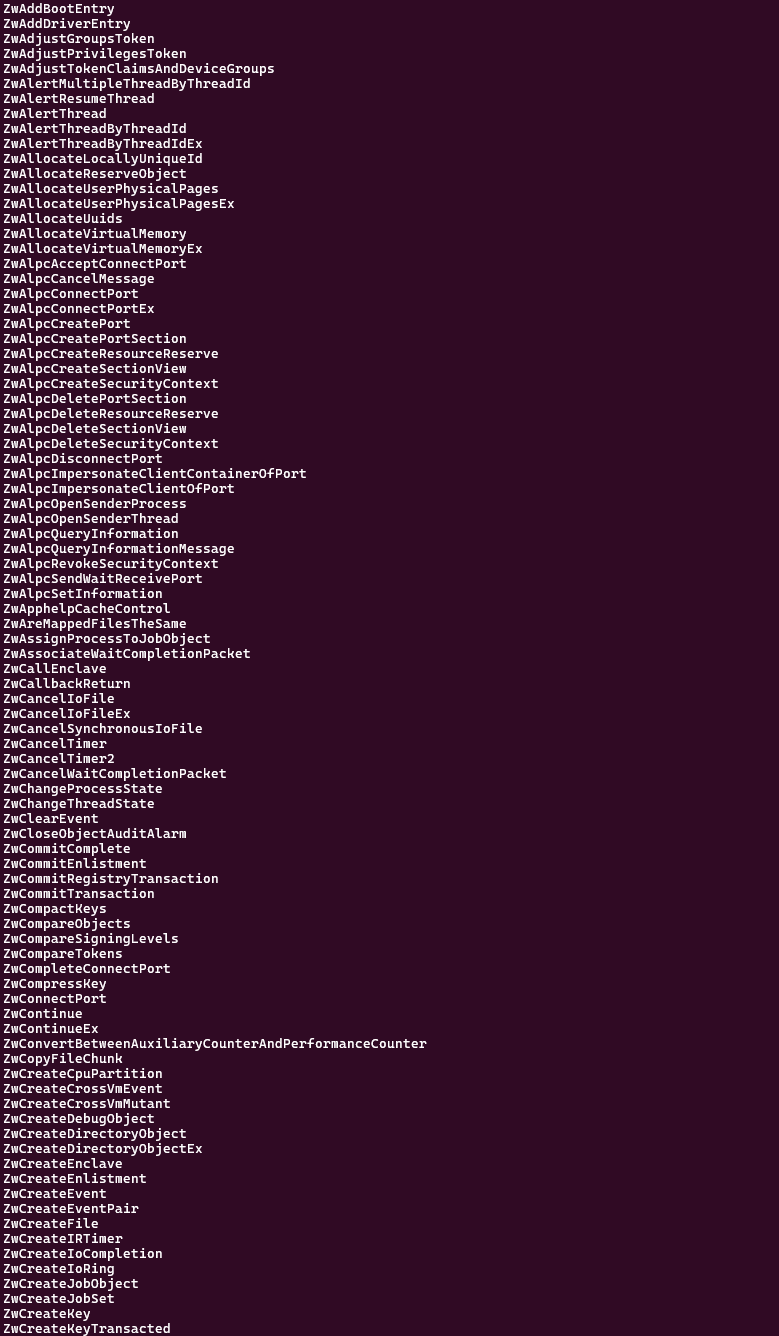 ZwAddBootEntry
ZwAddDriverEntry
ZwAdjustGroupsToken
ZwAdjustPrivilegesToken
ZwAdjustTokenClaimsAndDeviceGroups
ZwAlertMultipleThreadByThreadId
ZwAlertResumeThread
ZwAlertThread
ZwAlertThreadByThreadId
ZwAlertThreadByThreadIdEx
ZwAllocateLocallyUniqueId
ZwAllocateReserveObject
ZwAllocateUserPhysicalPages
ZwAllocateUserPhysicalPagesEx
ZwAllocateUuids
ZwAllocateVirtualMemory
ZwAllocateVirtualMemoryEx
ZwAlpcAcceptConnectPort
ZwAlpcCancelMessage
ZwAlpcConnectPort
ZwAlpcConnectPortEx
ZwAlpcCreatePort
ZwAlpcCreatePortSection
ZwAlpcCreateResourceReserve
ZwAlpcCreateSectionView
ZwAlpcCreateSecurityContext
ZwAlpcDeletePortSection
ZwAlpcDeleteResourceReserve
ZwAlpcDeleteSectionView
ZwAlpcDeleteSecurityContext
ZwAlpcDisconnectPort
ZwAlpcImpersonateClientContainerOfPort
ZwAlpcImpersonateClientOfPort
ZwAlpcOpenSenderProcess
ZwAlpcOpenSenderThread
ZwAlpcQueryInformation
ZwAlpcQueryInformationMessage
ZwAlpcRevokeSecurityContext
ZwAlpcSendWaitReceivePort
ZwAlpcSetInformation
ZwApphelpCacheControl
ZwAreMappedFilesTheSame
ZwAssignProcessToJobObject
ZwAssociateWaitCompletionPacket
ZwCallEnclave
ZwCallbackReturn
ZwCancelIoFile
ZwCancelIoFileEx
ZwCancelSynchronousIoFile
ZwCancelTimer
ZwCancelTimer2
ZwCancelWaitCompletionPacket
ZwChangeProcessState
ZwChangeThreadState
ZwClearEvent
ZwCloseObjectAuditAlarm
ZwCommitComplete
ZwCommitEnlistment
ZwCommitRegistryTransaction
ZwCommitTransaction
ZwCompactKeys
ZwCompareObjects
ZwCompareSigningLevels
ZwCompareTokens
ZwCompleteConnectPort
ZwCompressKey
ZwConnectPort
ZwContinue
ZwContinueEx
ZwConvertBetweenAuxiliaryCounterAndPerformanceCounter
ZwCopyFileChunk
ZwCreateCpuPartition
ZwCreateCrossVmEvent
ZwCreateCrossVmMutant
ZwCreateDebugObject
ZwCreateDirectoryObject
ZwCreateDirectoryObjectEx
ZwCreateEnclave
ZwCreateEnlistment
ZwCreateEvent
ZwCreateEventPair
ZwCreateFile
ZwCreateIRTimer
ZwCreateIoCompletion
ZwCreateIoRing
ZwCreateJobObject
ZwCreateJobSet
ZwCreateKey
ZwCreateKeyTransacted